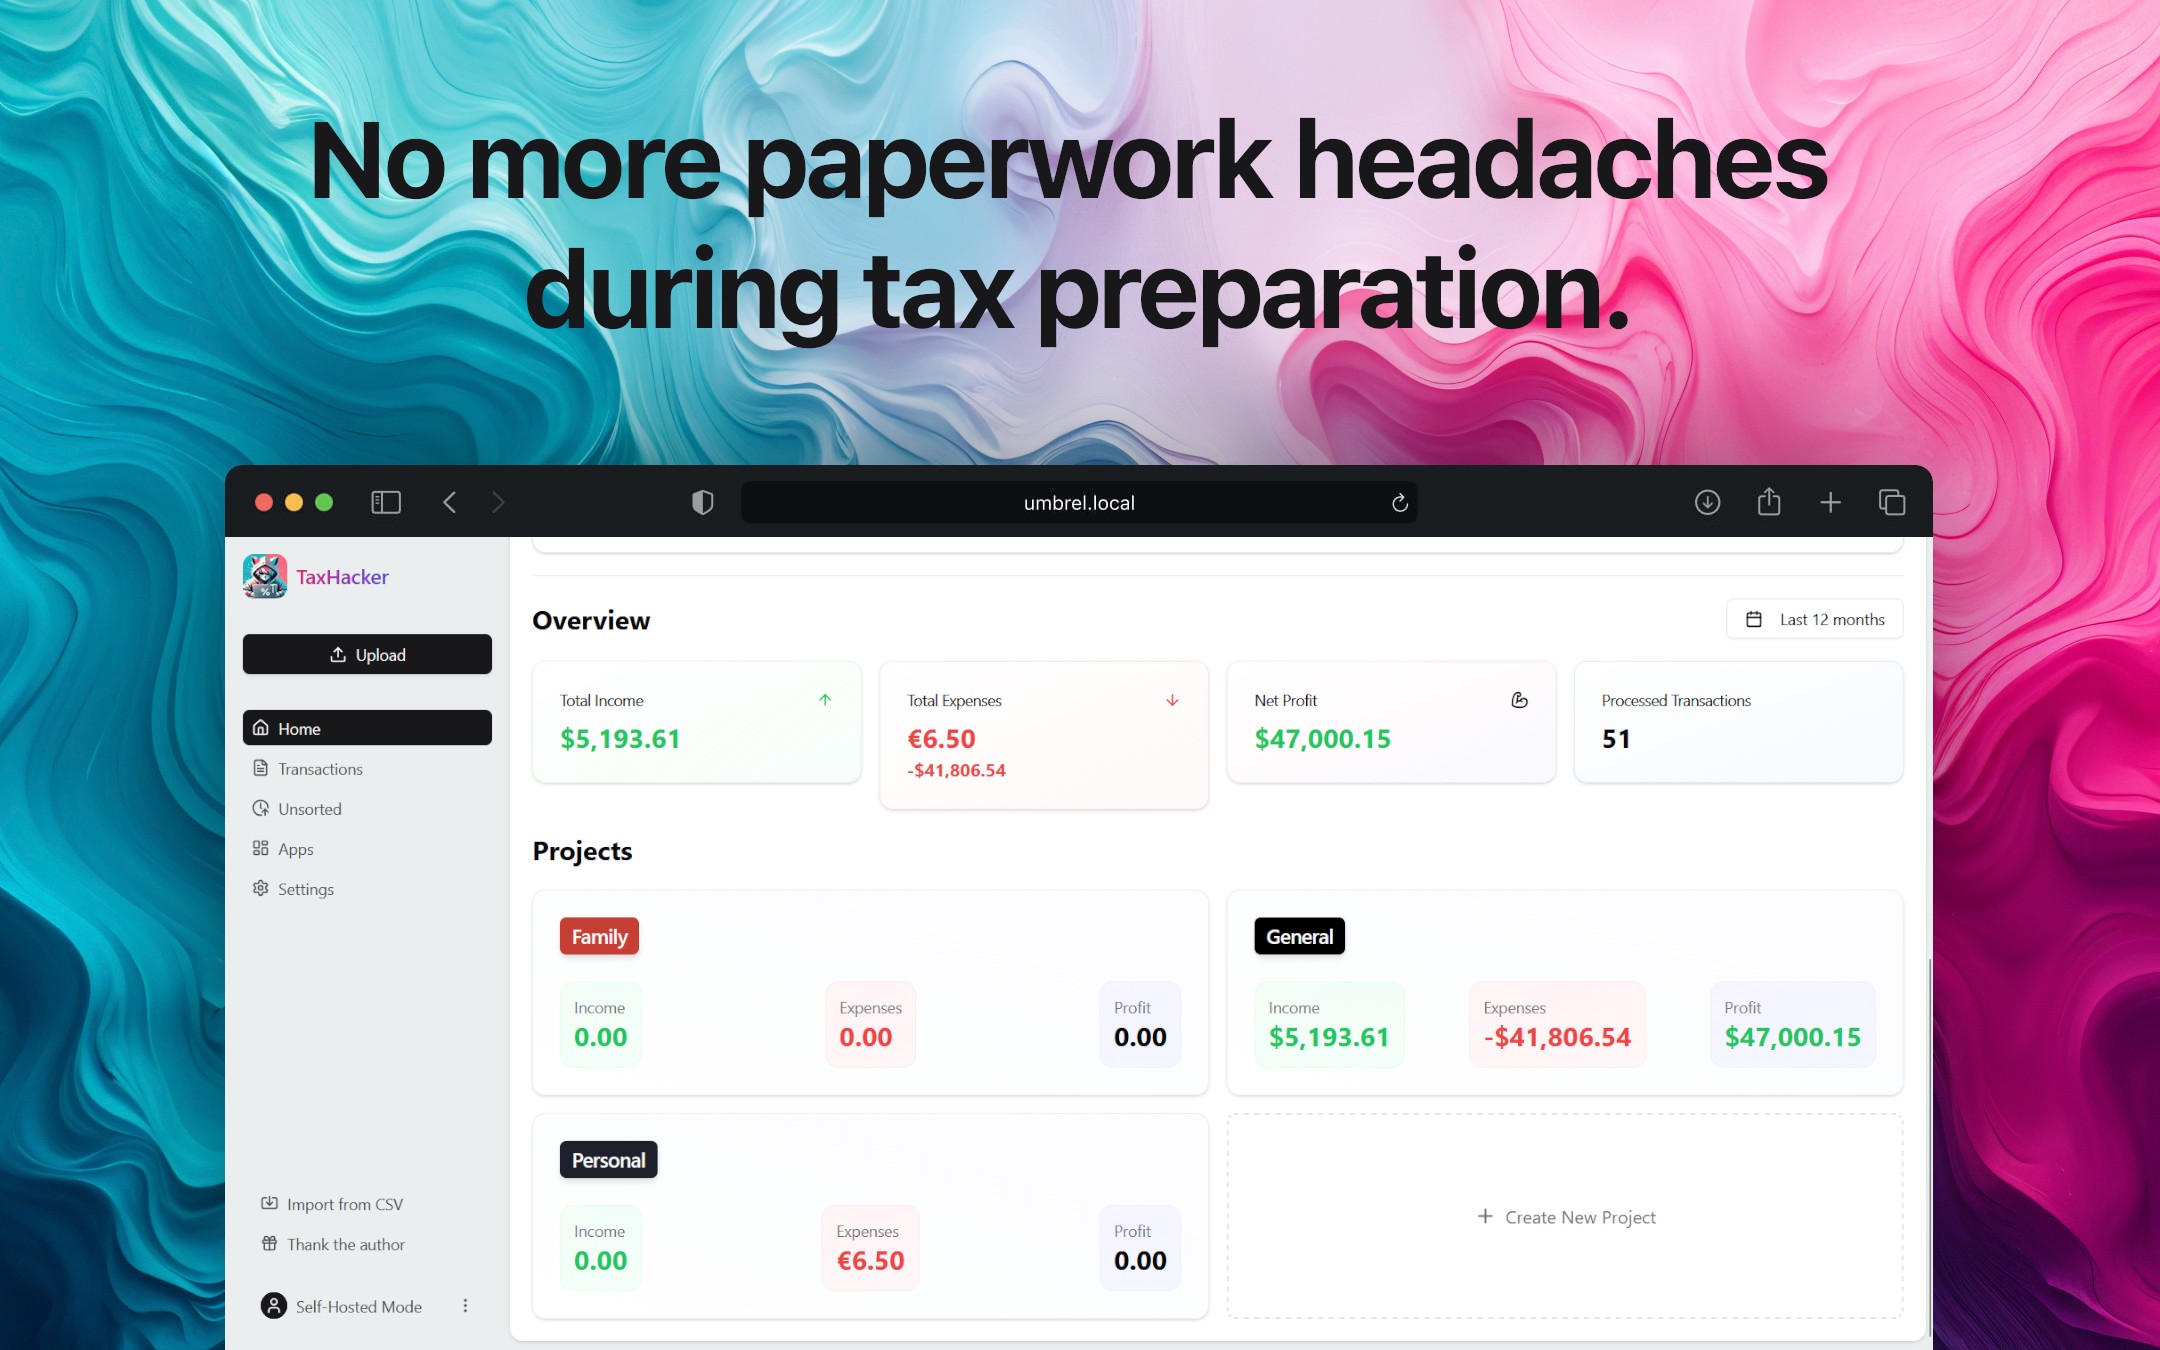 No more paperwork headaches
during tax preparation.
umbrel.local
TaxHacker
Upload
Home
Transactions
Unsorted
Apps
Settings
Import from CSV
Thank the author
Self-Hosted Mode
Overview
Last 12 months
Total Income
$5,193.61
Total Expenses
€6.50
-$41,806.54
Net Profit
$47,000.15
Processed Transactions
51
Projects
Family
Income
0.00
Expenses
0.00
Profit
0.00
General
Income
$5,193.61
Expenses
-$41,806.54
Profit
$47,000.15
Personal
Income
0.00
Expenses
€6.50
Profit
0.00
Create New Project